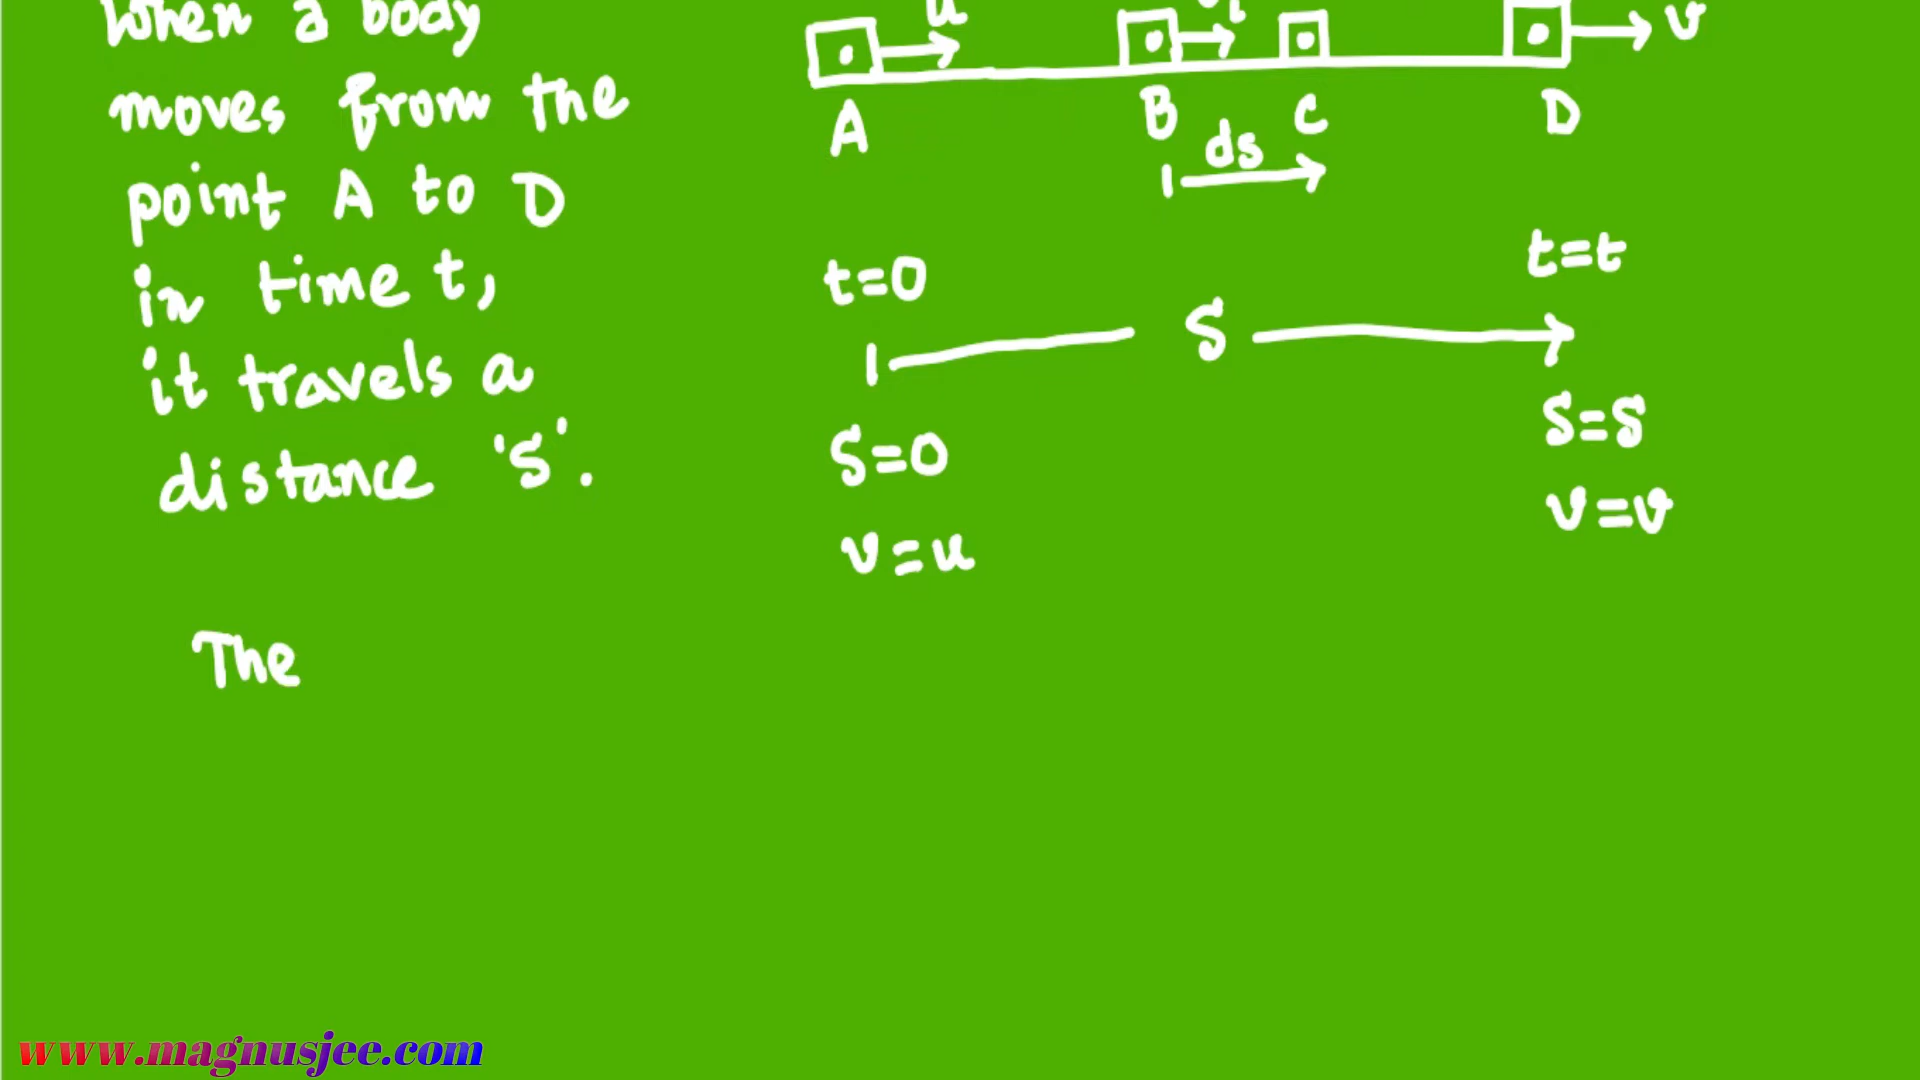 When a body
moves from the
point A to D
in time t,
it travels a
distance 's'.
The
u
v
A B C D
ds
t=0
t=t
S
S=0
S=S
v=u
v=v
www.magnusjee.com